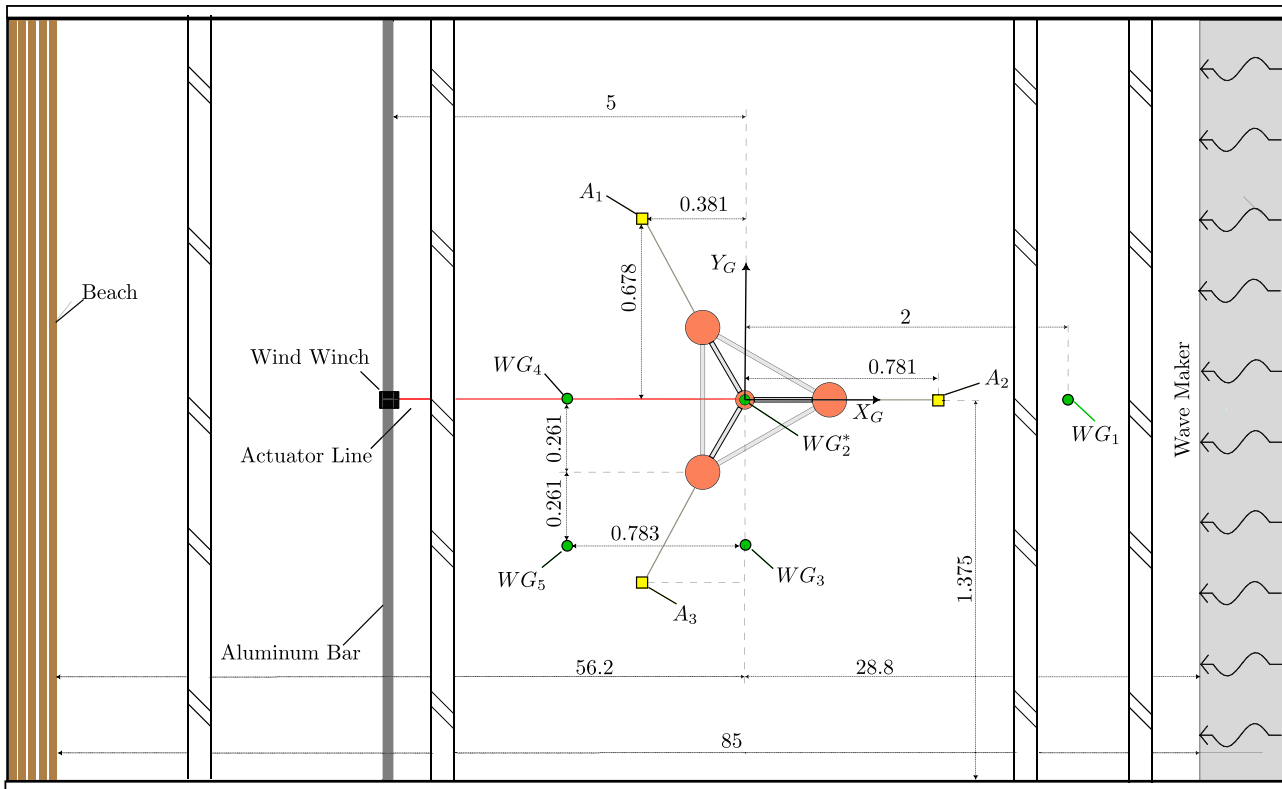 5
A₁
0.381
Y_G
0.678
Beach
2
Wind Winch
WG₄
0.781
A₂
Wave Maker
X_G
WG₁
WG₂*
0.261
Actuator Line
0.261
0.783
WG₅
WG₃
1.375
A₃
Aluminum Bar
56.2
28.8
85